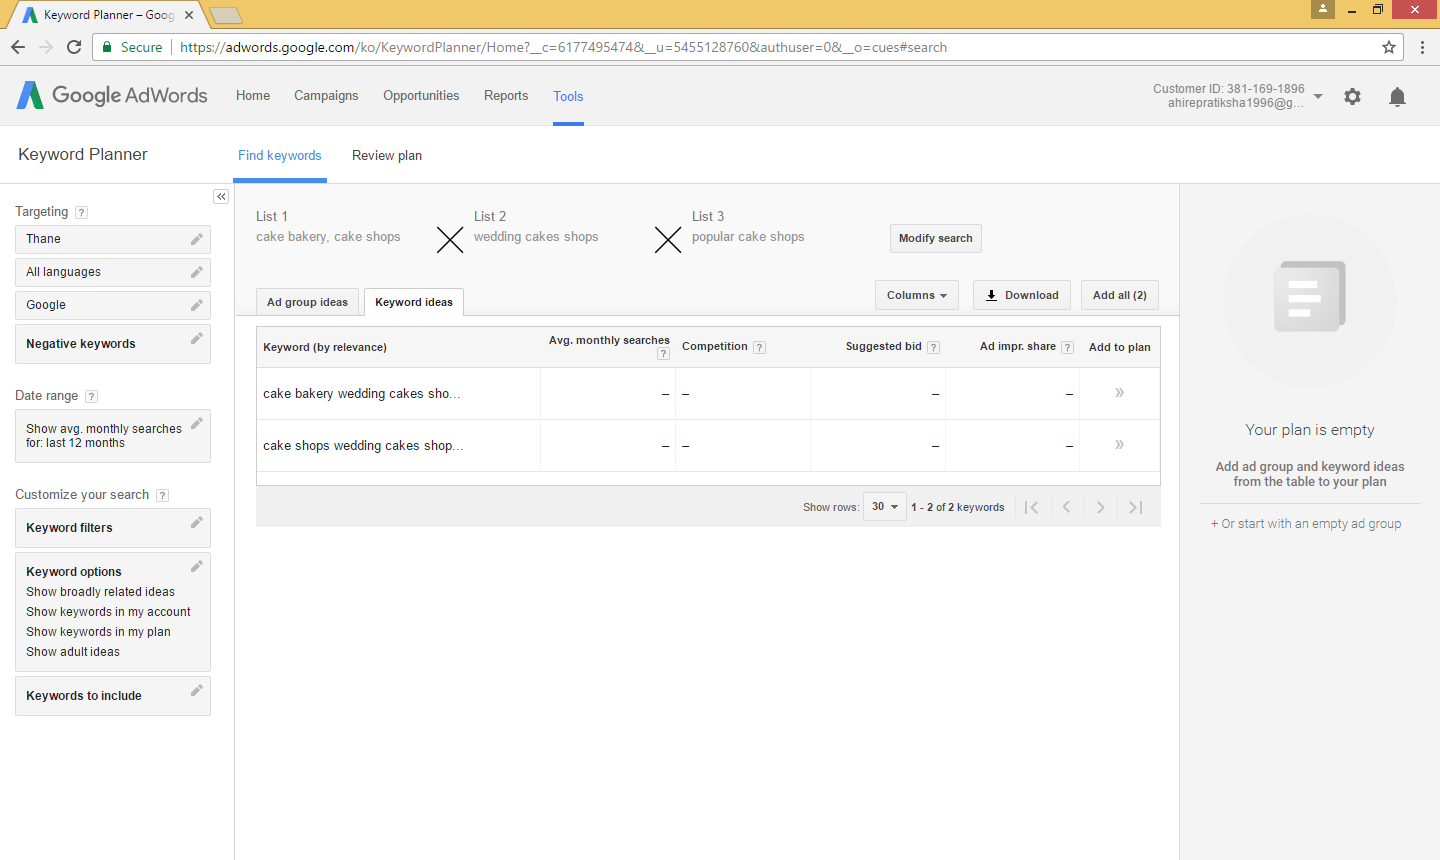 Keyword Planner – Goog
Secure
https://adwords.google.com/ko/KeywordPlanner/Home?__c=6177495474&__u=5455128760&authuser=0&__o=cues#search
Google AdWords
Home
Campaigns
Opportunities
Reports
Tools
Customer ID: 381-169-1896
ahirepratiksha1996@g...
Keyword Planner
Find keywords
Review plan
Targeting ?
Thane
All languages
Google
Negative keywords
Date range ?
Show avg. monthly searches
for: last 12 months
Customize your search ?
Keyword filters
Keyword options
Show broadly related ideas
Show keywords in my account
Show keywords in my plan
Show adult ideas
Keywords to include
List 1
cake bakery, cake shops
List 2
wedding cakes shops
List 3
popular cake shops
Modify search
Ad group ideas
Keyword ideas
Columns
Download
Add all (2)
Keyword (by relevance)
Avg. monthly searches ?
Competition ?
Suggested bid ?
Ad impr. share ?
Add to plan
cake bakery wedding cakes sho...
– – – – »
cake shops wedding cakes shop...
– – – – »
Show rows: 30
1 - 2 of 2 keywords
Your plan is empty
Add ad group and keyword ideas
from the table to your plan
+ Or start with an empty ad group